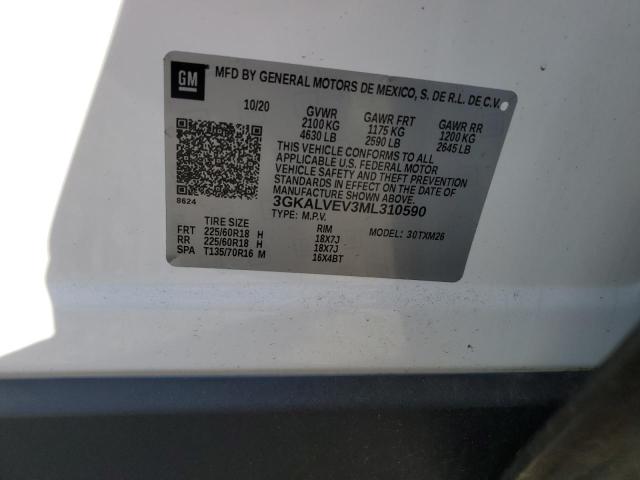 GM
MFD BY GENERAL MOTORS DE MEXICO, S. DE R.L. DE C.V.
10/20 GVWR GAWR FRT GAWR RR
2100 KG 1175 KG 1200 KG
4630 LB 2590 LB 2645 LB
THIS VEHICLE CONFORMS TO ALL
APPLICABLE U.S. FEDERAL MOTOR
VEHICLE SAFETY AND THEFT PREVENTION
STANDARDS IN EFFECT ON THE DATE OF
MANUFACTURE SHOWN ABOVE.
8624
3GKALVEV3ML310590
TYPE: M.P.V.
TIRE SIZE RIM MODEL: 30TXM26
FRT 225/60R18 H 18X7J
RR 225/60R18 H 18X7J
SPA T135/70R16 M 16X4BT